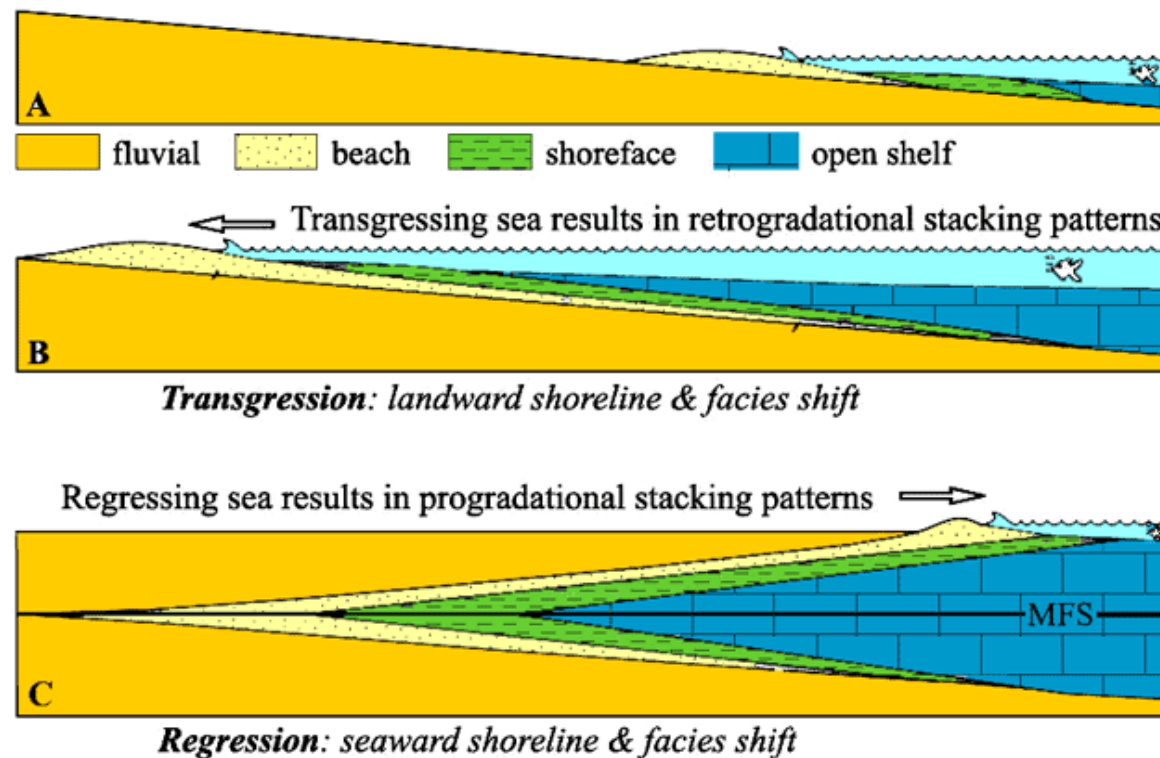 A
fluvial beach shoreface open shelf
Transgressing sea results in retrogradational stacking patterns
B
Transgression: landward shoreline & facies shift
Regressing sea results in progradational stacking patterns
MFS
C
Regression: seaward shoreline & facies shift